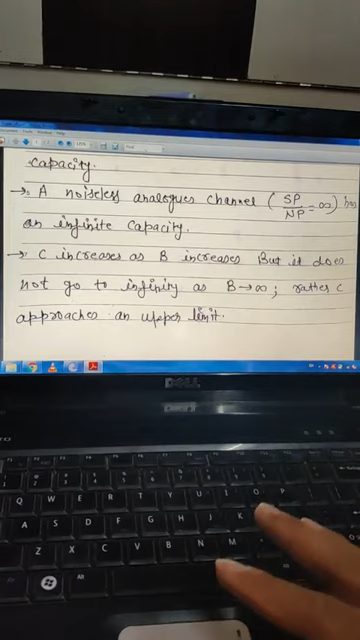 capacity.
→ A noiseless analogues channel (SP/NP = ∞) has
an infinite capacity.
→ C increases as B increases But it does
not go to infinity as B→∞; rather C
approaches an upper limit.
DELL
Q W E R T Y U I O P
A S D F G H J K
Z X C V B N M
Alt